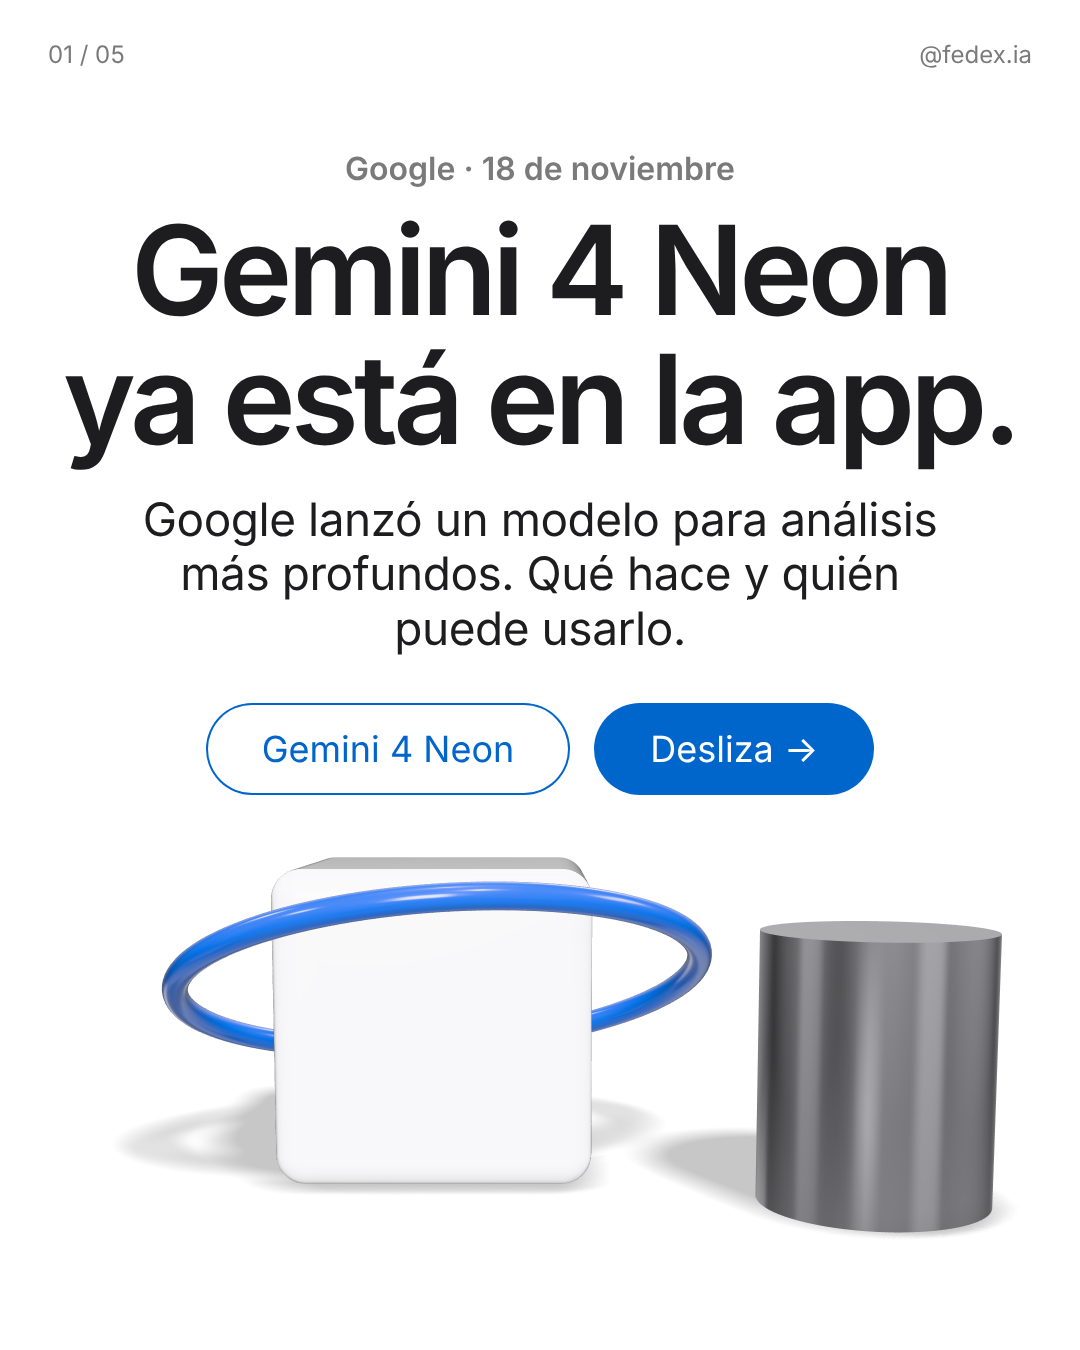 01 / 05
@fedex.ia
Google · 18 de noviembre
Gemini 4 Neon
ya está en la app.
Google lanzó un modelo para análisis
más profundos. Qué hace y quién
puede usarlo.
Gemini 4 Neon
Desliza →